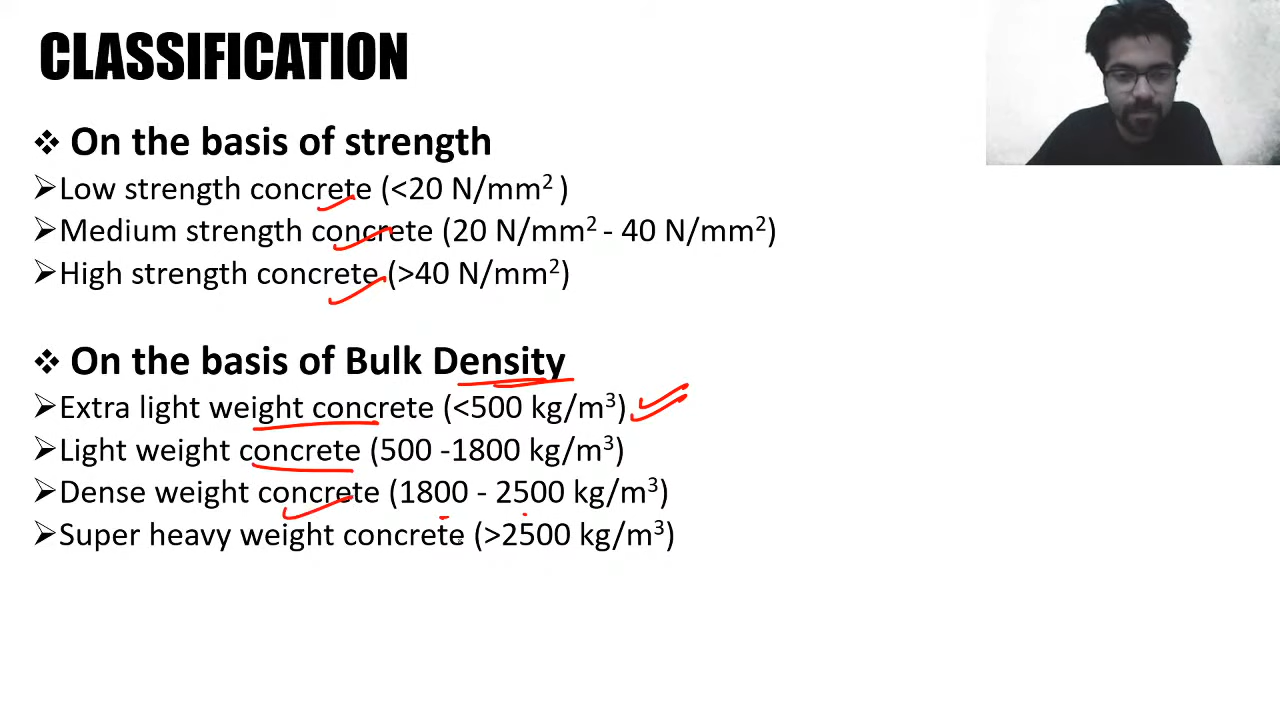 CLASSIFICATION
❖ On the basis of strength
➢Low strength concrete (<20 N/mm² )
➢Medium strength concrete (20 N/mm² - 40 N/mm²)
➢High strength concrete (>40 N/mm²)
❖ On the basis of Bulk Density
➢Extra light weight concrete (<500 kg/m³)
➢Light weight concrete (500 -1800 kg/m³)
➢Dense weight concrete (1800 - 2500 kg/m³)
➢Super heavy weight concrete (>2500 kg/m³)